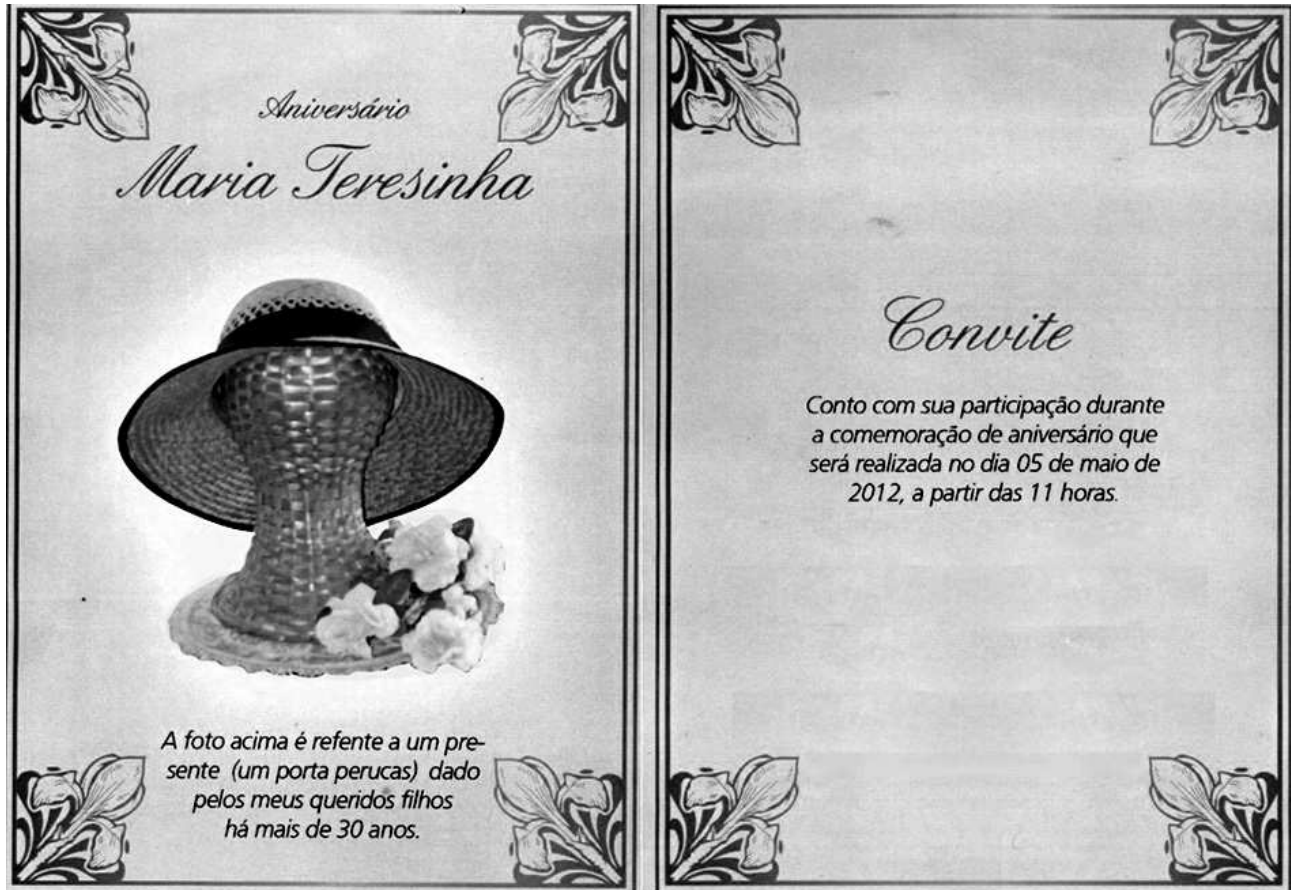 Aniversário
Maria Teresinha
A foto acima é refente a um pre-
sente (um porta perucas) dado
pelos meus queridos filhos
há mais de 30 anos.
Convite
Conto com sua participação durante
a comemoração de aniversário que
será realizada no dia 05 de maio de
2012, a partir das 11 horas.